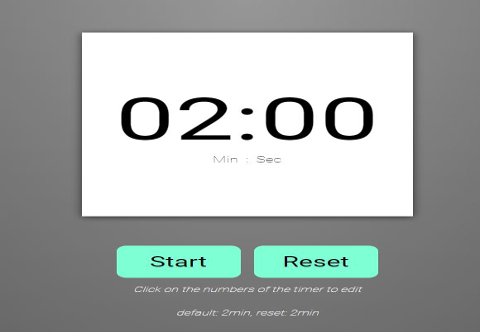 02:00
Min : Sec
Start Reset
Click on the numbers of the timer to edit
default: 2min, reset: 2min